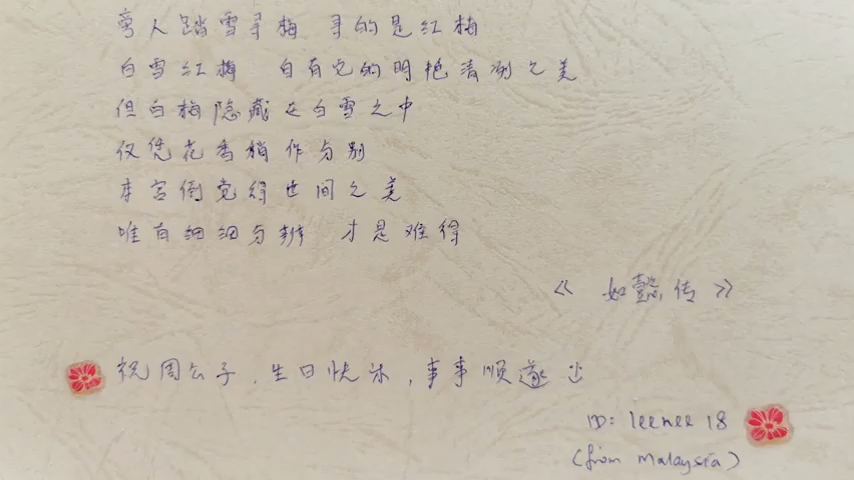 万人踏雪寻梅 寻的是红梅
白雪红梅 自有它的明艳清冽之美
但白梅隐藏在白雪之中
仅凭花香稍作分别
本宫倒觉得世间之美
唯有细细分辨 才是难得
《 如懿传 》
祝周公子，生日快乐，事事顺遂
ID: leenee 18
(from Malaysia)